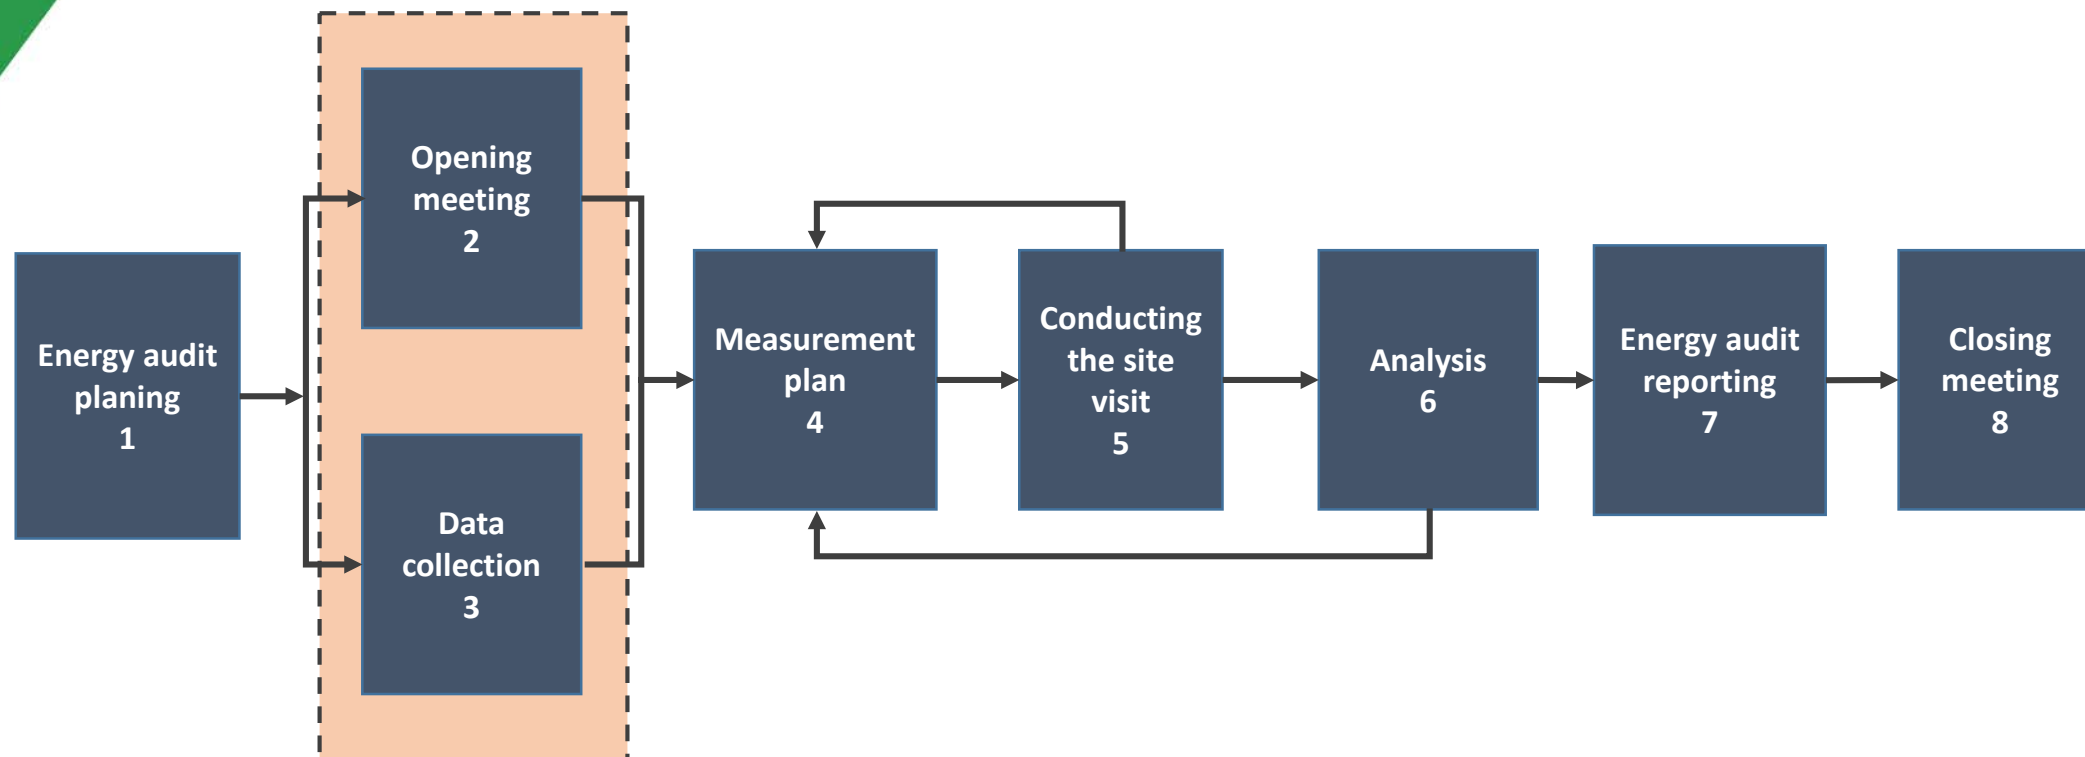 Energy audit
planing
1
Opening
meeting
2
Data
collection
3
Measurement
plan
4
Conducting
the site
visit
5
Analysis
6
Energy audit
reporting
7
Closing
meeting
8